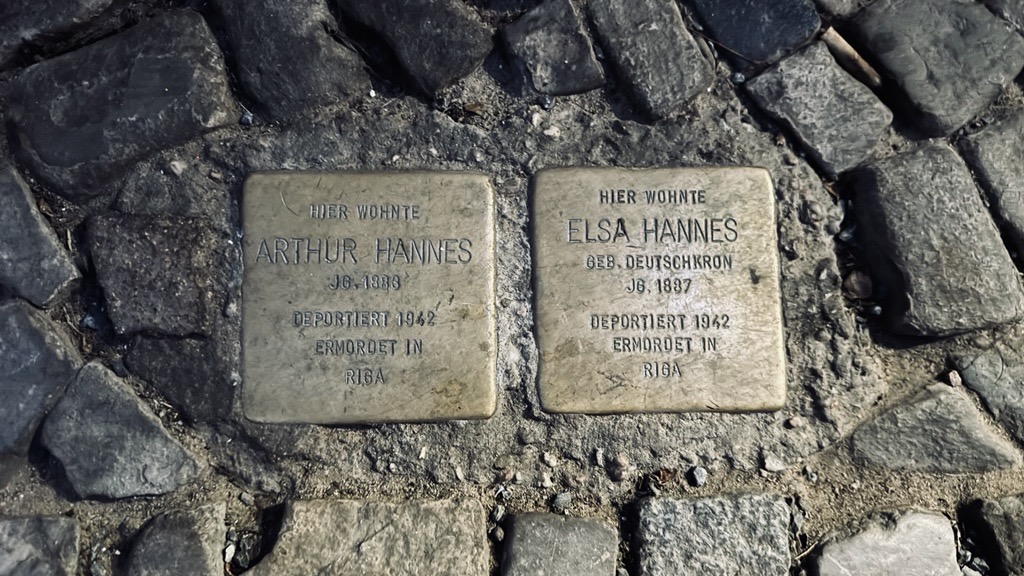 HIER WOHNTE
ARTHUR HANNES
JG. 1886
DEPORTIERT 1942
ERMORDET IN
RIGA
HIER WOHNTE
ELSA HANNES
GEB. DEUTSCHKRON
JG. 1887
DEPORTIERT 1942
ERMORDET IN
RIGA